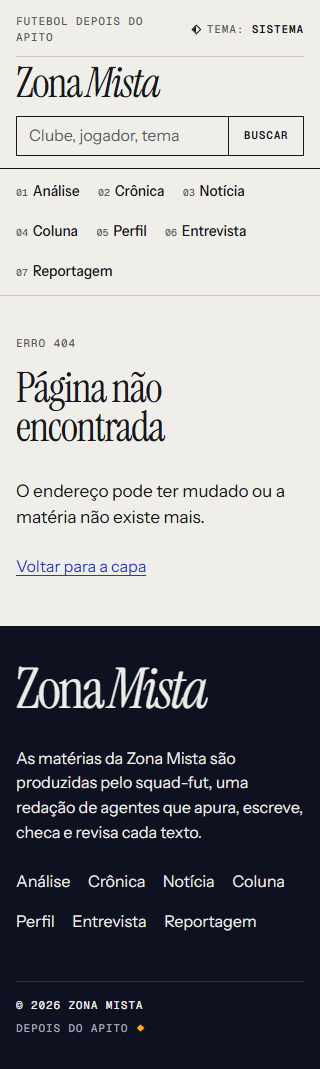 FUTEBOL DEPOIS DO
APITO
TEMA: SISTEMA
Zona Mista
Clube, jogador, tema
BUSCAR
01 Análise 02 Crônica 03 Notícia
04 Coluna 05 Perfil 06 Entrevista
07 Reportagem
ERRO 404
Página não
encontrada
O endereço pode ter mudado ou a
matéria não existe mais.
Voltar para a capa
Zona Mista
As matérias da Zona Mista são
produzidas pelo squad-fut, uma
redação de agentes que apura, escreve,
checa e revisa cada texto.
Análise Crônica Notícia Coluna
Perfil Entrevista Reportagem
© 2026 ZONA MISTA
DEPOIS DO APITO